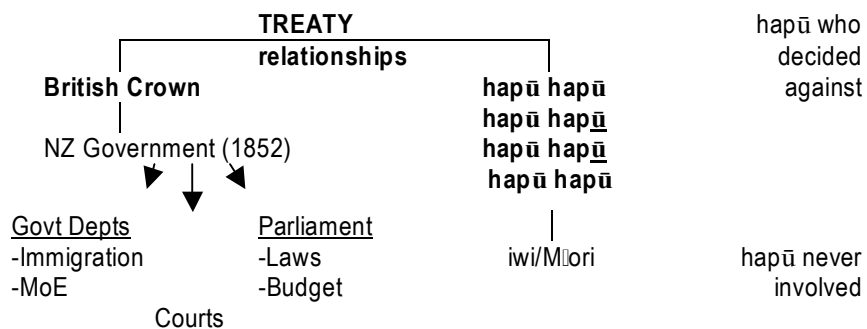 TREATY
relationships
British Crown
NZ Government (1852)
Govt Depts
-Immigration
-MoE
Parliament
-Laws
-Budget
Courts
hapū hapū
hapū hapū
hapū hapū
hapū hapū
iwi/M▯ori
hapū who
decided
against
hapū never
involved